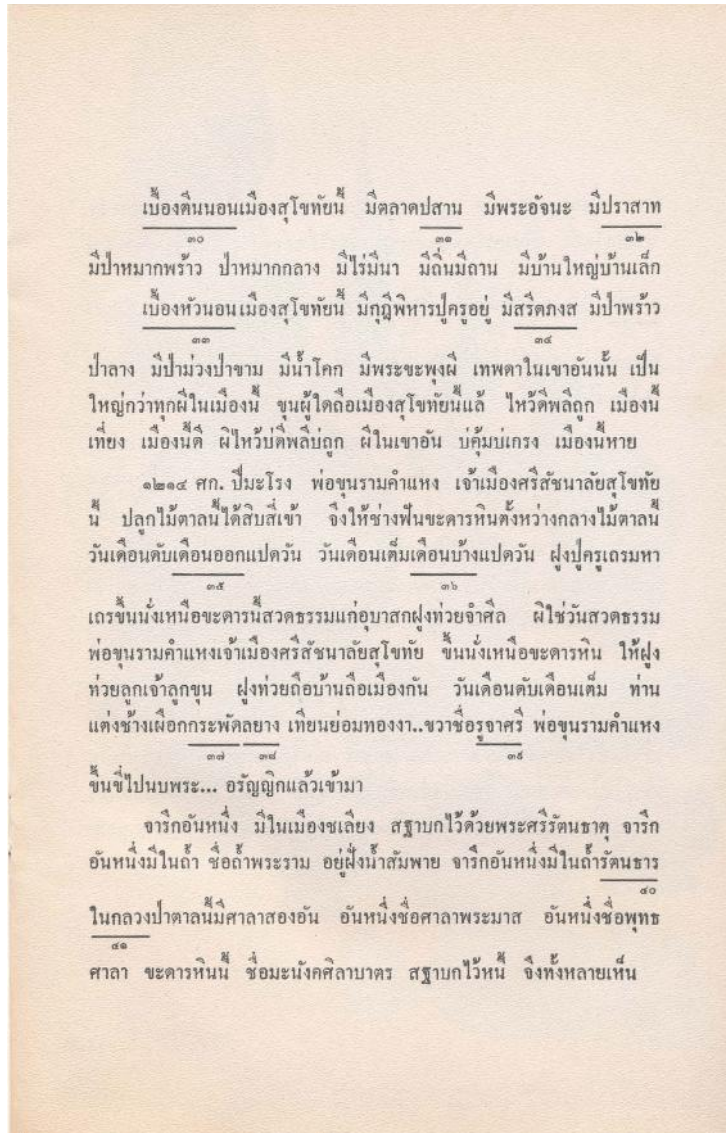 เบื้องตีนนอนเมืองสุโขทัยนี้ มีตลาดปสาน มีพระอัจนะ มีปราสาท
๓๐ ๓๑ ๓๒
มีป่าหมากพร้าว ป่าหมากกลาง มีไร่มีนา มีถิ่นมีถาน มีบ้านใหญ่บ้านเล็ก
เบื้องหัวนอนเมืองสุโขทัยนี้ มีกุฎีพิหารปู่ครูอยู่ มีสรีดภงส มีป่าพร้าว
๓๓ ๓๔
ป่าลาง มีป่าม่วงป่าขาม มีน้ำโคก มีพระขะพุงผี เทพดาในเขาอันนั้น เป็น
ใหญ่กว่าทุกผีในเมืองนี้ ขุนผู้ใดถือเมืองสุโขทัยนี้แล้ ไหว้ดีพลีถูก เมืองนี้
เที่ยง เมืองนี้ดี ผิไหว้บ่ดีพลีบ่ถูก ผีในเขาอัน บ่คุ้มบ่เกรง เมืองนี้หาย
๑๒๑๔ ศก. ปีมะโรง พ่อขุนรามคำแหง เจ้าเมืองศรีสัชนาลัยสุโขทัย
นี้ ปลูกไม้ตาลนี้ได้สิบสี่เข้า จึงให้ช่างฟันขะดารหินตั้งหว่างกลางไม้ตาลนี้
วันเดือนดับเดือนออกแปดวัน วันเดือนเต็มเดือนบ้างแปดวัน ฝูงปู่ครูเถรมหา
๓๕ ๓๖
เถรขึ้นนั่งเหนือขะดารนี้สวดธรรมแก่อุบาสกฝูงท่วยจำศีล ผิใช่วันสวดธรรม
พ่อขุนรามคำแหงเจ้าเมืองศรีสัชนาลัยสุโขทัย ขึ้นนั่งเหนือขะดารหิน ให้ฝูง
ท่วยลูกเจ้าลูกขุน ฝูงท่วยถือบ้านถือเมืองกัน วันเดือนดับเดือนเต็ม ท่าน
แต่งช้างเผือกกระพัดลยาง เทียนย่อมทองงา..ขวาชื่อรูจาศรี พ่อขุนรามคำแหง
๓๗ ๓๘ ๓๙
ขึ้นขี่ไปนบพระ... อรัญญิกแล้วเข้ามา
จารึกอันหนึ่ง มีในเมืองชเลียง สฐาบกไว้ด้วยพระศรีรัตนธาตุ จารึก
อันหนึ่งมีในถ้ำ ชื่อถ้ำพระราม อยู่ฝั่งน้ำสัมพาย จารึกอันหนึ่งมีในถ้ำรัตนธาร
๔๐
ในกลวงป่าตาลนี้มีศาลาสองอัน อันหนึ่งชื่อศาลาพระมาส อันหนึ่งชื่อพุทธ
๔๑
ศาลา ขะดารหินนี้ ชื่อมะนังคศิลาบาตร สฐาบกไว้หนี้ จึงทั้งหลายเห็น